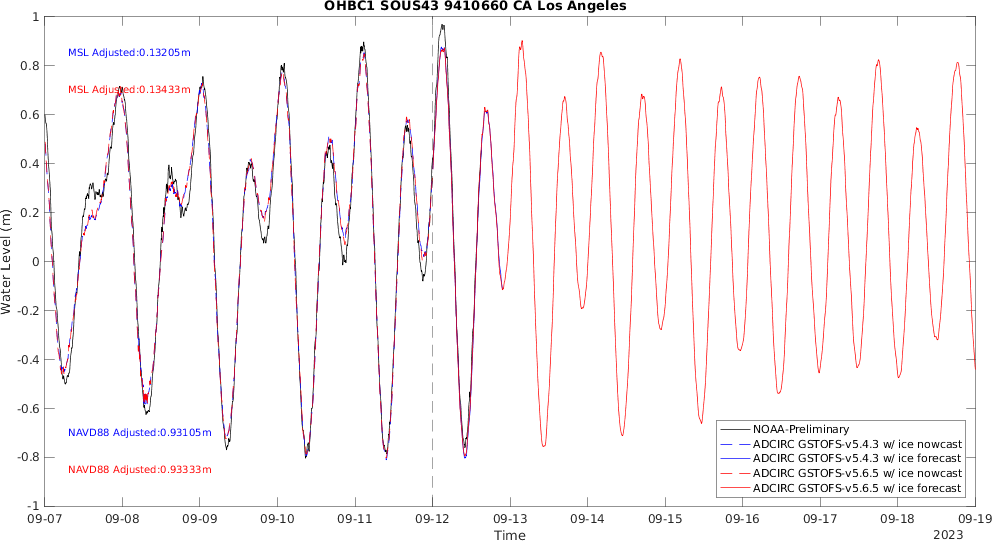 OHBC1 SOUS43 9410660 CA Los Angeles
MSL Adjusted:0.13205m
MSL Adjusted:0.13433m
NAVD88 Adjusted:0.93105m
NAVD88 Adjusted:0.93333m
Water Level (m)
1
0.8
0.6
0.4
0.2
0
-0.2
-0.4
-0.6
-0.8
-1
NOAA-Preliminary
ADCIRC GSTOFS-v5.4.3 w/ ice nowcast
ADCIRC GSTOFS-v5.4.3 w/ ice forecast
ADCIRC GSTOFS-v5.6.5 w/ ice nowcast
ADCIRC GSTOFS-v5.6.5 w/ ice forecast
09-07 09-08 09-09 09-10 09-11 09-12 09-13 09-14 09-15 09-16 09-17 09-18 09-19
Time
2023